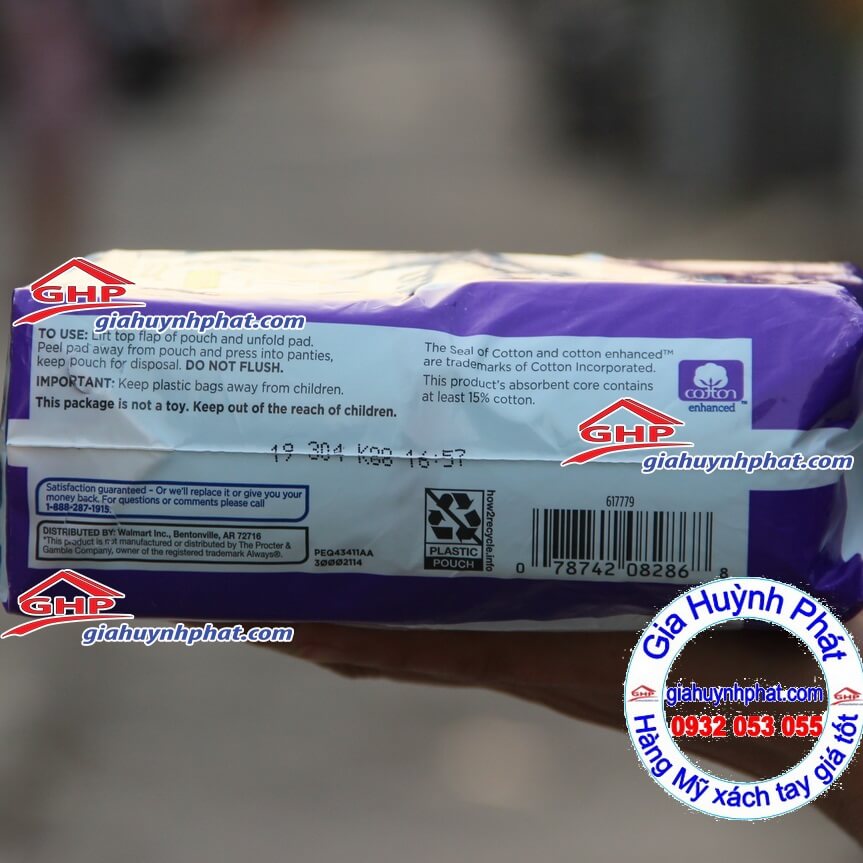 GHP
giahuynhphat.com
TO USE: Lift top flap of pouch and unfold pad.
Peel pad away from pouch and press into panties,
keep pouch for disposal. DO NOT FLUSH.
IMPORTANT: Keep plastic bags away from children.
This package is not a toy. Keep out of the reach of children.
The Seal of Cotton and cotton enhanced™
are trademarks of Cotton Incorporated.
This product's absorbent core contains
at least 15% cotton.
cotton
enhanced™
GHP
giahuynhphat.com
19 304 K88 16:57
Satisfaction guaranteed – Or we'll replace it or give you your
money back. For questions or comments please call
1-888-287-1915.
DISTRIBUTED BY: Walmart Inc., Bentonville, AR 72716
*This product is not manufactured or distributed by The Procter &
Gamble Company, owner of the registered trademark Always®.
PEQ43411AA
30002114
how2recycle.info
PLASTIC
POUCH
617779
0 78742 08286 8
GHP
giahuynhphat.com
Gia Huỳnh Phát
GHP
giahuynhphat.com
GHP
0932 053 055
Hàng Mỹ xách tay giá tốt